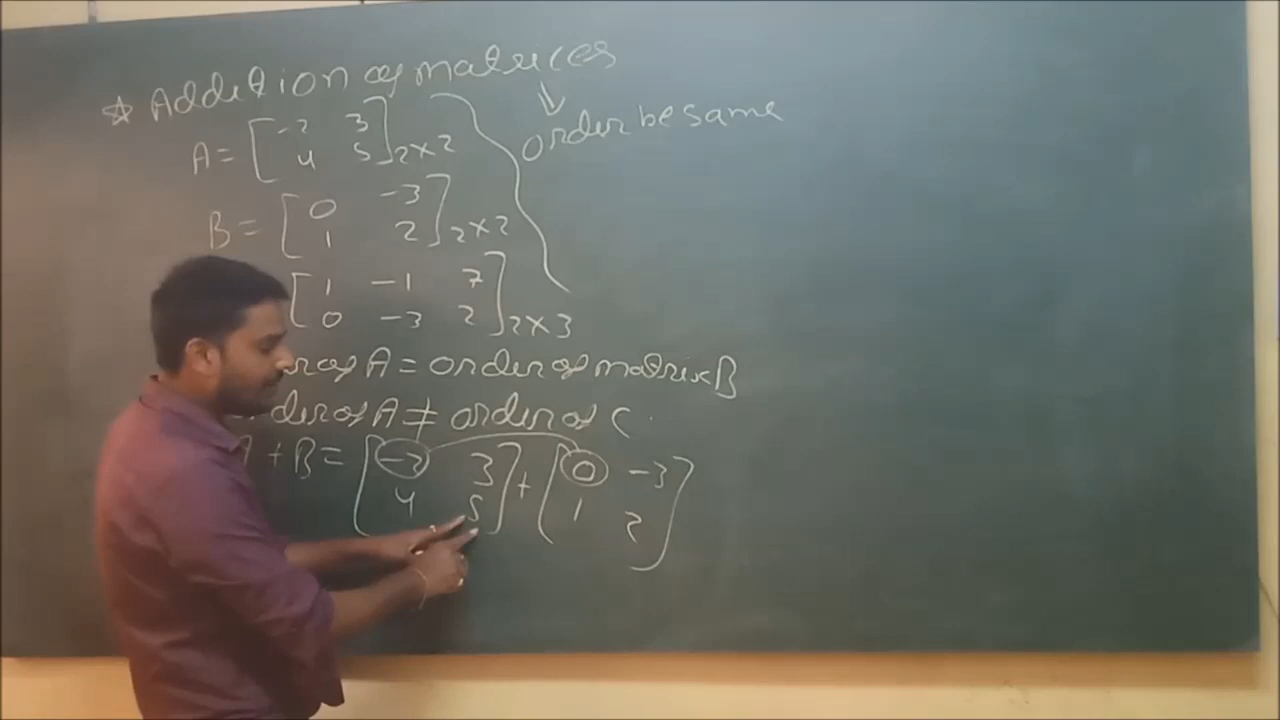 ☆ Addition of matrices
order be same
A = [ -2 3
4 5 ] 2×2
B = [ 0 -3
1 2 ] 2×2
[ 1 -1 7
0 -3 2 ] 2×3
of A = order of matrix B
der of A ≠ order of C.
A + B = [ -2 3 ] + [ 0 -3 ]
4 5 1 2